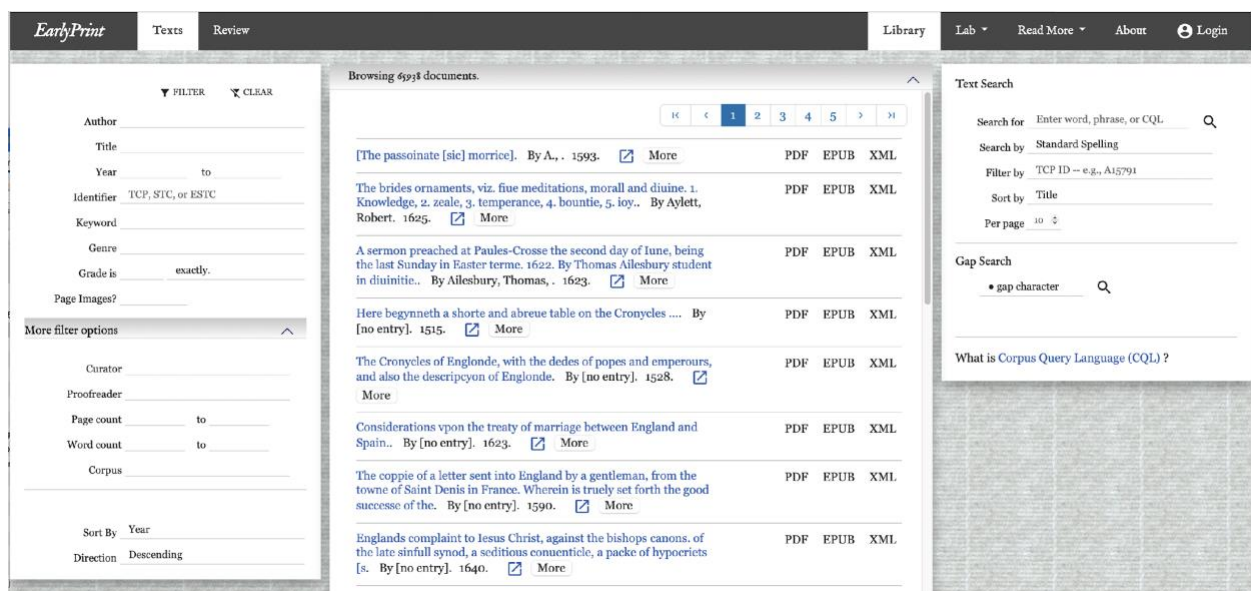 EarlyPrint Texts Review Library Lab Read More About Login
FILTER CLEAR
Author
Title
Year to
Identifier TCP, STC, or ESTC
Keyword
Genre
Grade is exactly.
Page Images?
More filter options
Curator
Proofreader
Page count to
Word count to
Corpus
Sort By Year
Direction Descending
Browsing 65938 documents.
1 2 3 4 5
[The passoinate [sic] morrice]. By A., . 1593. More PDF EPUB XML
The brides ornaments, viz. fiue meditations, morall and diuine. 1. PDF EPUB XML
Knowledge, 2. zeale, 3. temperance, 4. bountie, 5. ioy.. By Aylett,
Robert. 1625. More
A sermon preached at Paules-Crosse the second day of Iune, being PDF EPUB XML
the last Sunday in Easter terme. 1622. By Thomas Ailesbury student
in diuinitie.. By Ailesbury, Thomas, . 1623. More
Here begynneth a shorte and abreue table on the Cronycles .... By PDF EPUB XML
[no entry]. 1515. More
The Cronycles of Englonde, with the dedes of popes and emperours, PDF EPUB XML
and also the descripcyon of Englonde. By [no entry]. 1528.
More
Considerations vpon the treaty of marriage between England and PDF EPUB XML
Spain.. By [no entry]. 1623. More
The coppie of a letter sent into England by a gentleman, from the PDF EPUB XML
towne of Saint Denis in France. Wherein is truely set forth the good
successe of the. By [no entry]. 1590. More
Englands complaint to Iesus Christ, against the bishops canons. of PDF EPUB XML
the late sinfull synod, a seditious conuenticle, a packe of hypocriets
[s. By [no entry]. 1640. More
Text Search
Search for Enter word, phrase, or CQL
Search by Standard Spelling
Filter by TCP ID -- e.g., A15791
Sort by Title
Per page 10
Gap Search
• gap character
What is Corpus Query Language (CQL) ?